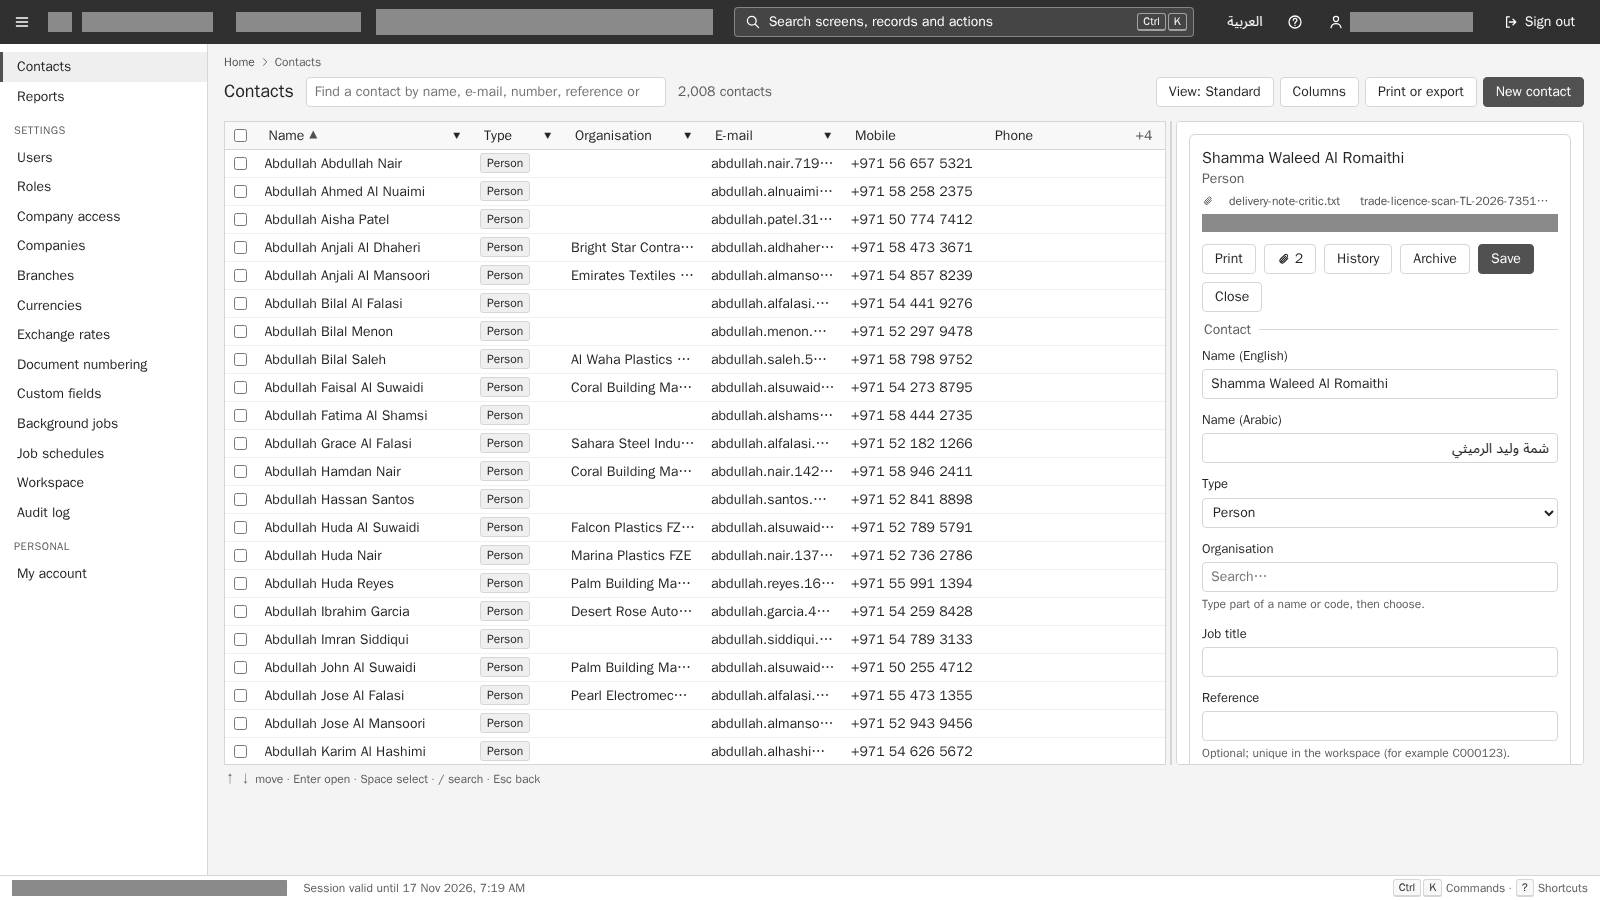 Search screens, records and actions Ctrl K العربية Sign out
Contacts
Reports
SETTINGS
Users
Roles
Company access
Companies
Branches
Currencies
Exchange rates
Document numbering
Custom fields
Background jobs
Job schedules
Workspace
Audit log
PERSONAL
My account
Home > Contacts
Contacts Find a contact by name, e-mail, number, reference or 2,008 contacts View: Standard Columns Print or export New contact
Name ▲ ▼ Type ▼ Organisation ▼ E-mail ▼ Mobile Phone +4
Abdullah Abdullah Nair Person abdullah.nair.719⋯ +971 56 657 5321
Abdullah Ahmed Al Nuaimi Person abdullah.alnuaimi⋯ +971 58 258 2375
Abdullah Aisha Patel Person abdullah.patel.31⋯ +971 50 774 7412
Abdullah Anjali Al Dhaheri Person Bright Star Contra⋯ abdullah.aldhaher⋯ +971 58 473 3671
Abdullah Anjali Al Mansoori Person Emirates Textiles ⋯ abdullah.almanso⋯ +971 54 857 8239
Abdullah Bilal Al Falasi Person abdullah.alfalasi.⋯ +971 54 441 9276
Abdullah Bilal Menon Person abdullah.menon.⋯ +971 52 297 9478
Abdullah Bilal Saleh Person Al Waha Plastics ⋯ abdullah.saleh.5⋯ +971 58 798 9752
Abdullah Faisal Al Suwaidi Person Coral Building Ma⋯ abdullah.alsuwaid⋯ +971 54 273 8795
Abdullah Fatima Al Shamsi Person abdullah.alshams⋯ +971 58 444 2735
Abdullah Grace Al Falasi Person Sahara Steel Indu⋯ abdullah.alfalasi.⋯ +971 52 182 1266
Abdullah Hamdan Nair Person Coral Building Ma⋯ abdullah.nair.142⋯ +971 58 946 2411
Abdullah Hassan Santos Person abdullah.santos.⋯ +971 52 841 8898
Abdullah Huda Al Suwaidi Person Falcon Plastics FZ⋯ abdullah.alsuwaid⋯ +971 52 789 5791
Abdullah Huda Nair Person Marina Plastics FZE abdullah.nair.137⋯ +971 52 736 2786
Abdullah Huda Reyes Person Palm Building Ma⋯ abdullah.reyes.16⋯ +971 55 991 1394
Abdullah Ibrahim Garcia Person Desert Rose Auto⋯ abdullah.garcia.4⋯ +971 54 259 8428
Abdullah Imran Siddiqui Person abdullah.siddiqui.⋯ +971 54 789 3133
Abdullah John Al Suwaidi Person Palm Building Ma⋯ abdullah.alsuwaid⋯ +971 50 255 4712
Abdullah Jose Al Falasi Person Pearl Electromec⋯ abdullah.alfalasi.⋯ +971 55 473 1355
Abdullah Jose Al Mansoori Person abdullah.almanso⋯ +971 52 943 9456
Abdullah Karim Al Hashimi Person abdullah.alhashi⋯ +971 54 626 5672
↑ ↓ move · Enter open · Space select · / search · Esc back
Shamma Waleed Al Romaithi
Person
delivery-note-critic.txt trade-licence-scan-TL-2026-7351⋯
Print 2 History Archive Save
Close
Contact
Name (English)
Shamma Waleed Al Romaithi
Name (Arabic)
شمة وليد الرميثي
Type
Person
Organisation
Search⋯
Type part of a name or code, then choose.
Job title
Reference
Optional; unique in the workspace (for example C000123).
Session valid until 17 Nov 2026, 7:19 AM Ctrl K Commands · ? Shortcuts